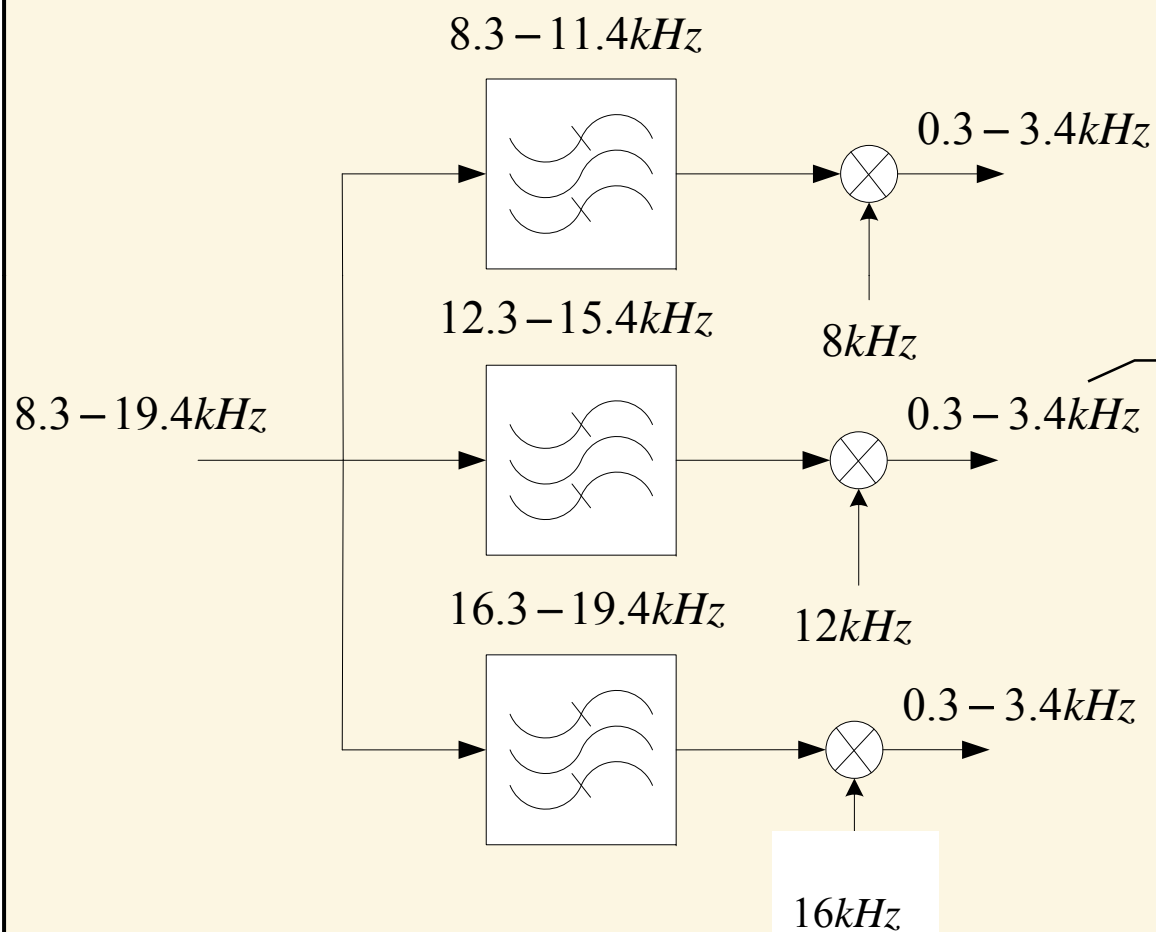 8.3 – 11.4kHz
0.3 – 3.4kHz
8kHz
12.3 – 15.4kHz
8.3 – 19.4kHz
0.3 – 3.4kHz
12kHz
16.3 – 19.4kHz
0.3 – 3.4kHz
16kHz